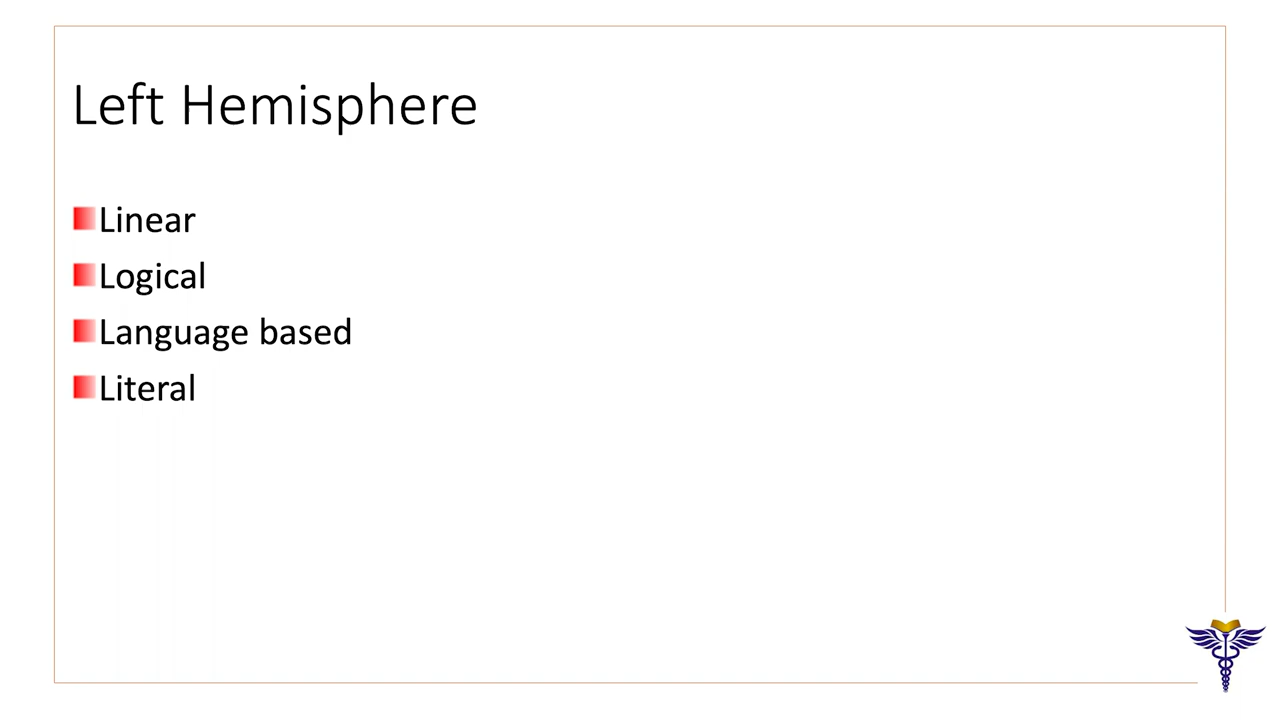 Left Hemisphere
Linear
Logical
Language based
Literal